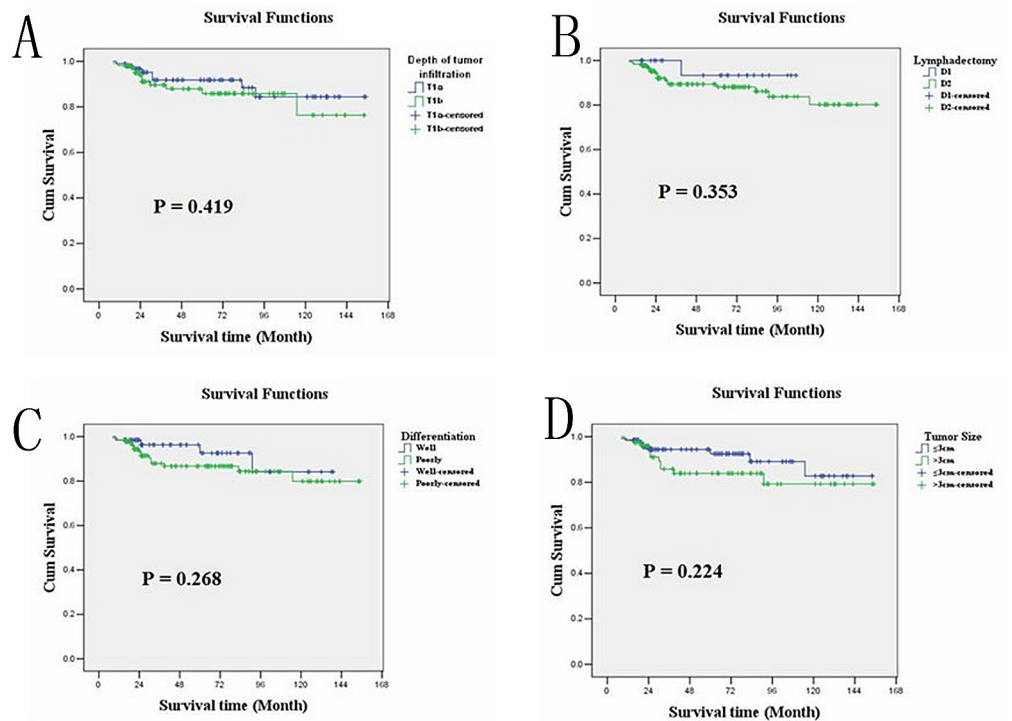 A
Survival Functions
1.0
0.8
0.6
0.4
0.2
0.0
Cum Survival
P = 0.419
0 24 48 72 96 120 144 168
Survival time (Month)
Depth of tumor
infiltration
T1a
T1b
T1a-censored
T1b-censored
B
Survival Functions
1.0
0.8
0.6
0.4
0.2
0.0
Cum Survival
P = 0.353
0 24 48 72 96 120 144 168
Survival time (Month)
Lymphadectomy
D1
D2
D1-censored
D2-censored
C
Survival Functions
1.0
0.8
0.6
0.4
0.2
0.0
Cum Survival
P = 0.268
0 24 48 72 96 120 144 168
Survival time (Month)
Differentiation
Well
Poorly
Well-censored
Poorly-censored
D
Survival Functions
1.0
0.8
0.6
0.4
0.2
0.0
Cum Survival
P = 0.224
0 24 48 72 96 120 144 168
Survival time (Month)
Tumor Size
≤3cm
>3cm
≤3cm-censored
>3cm-censored